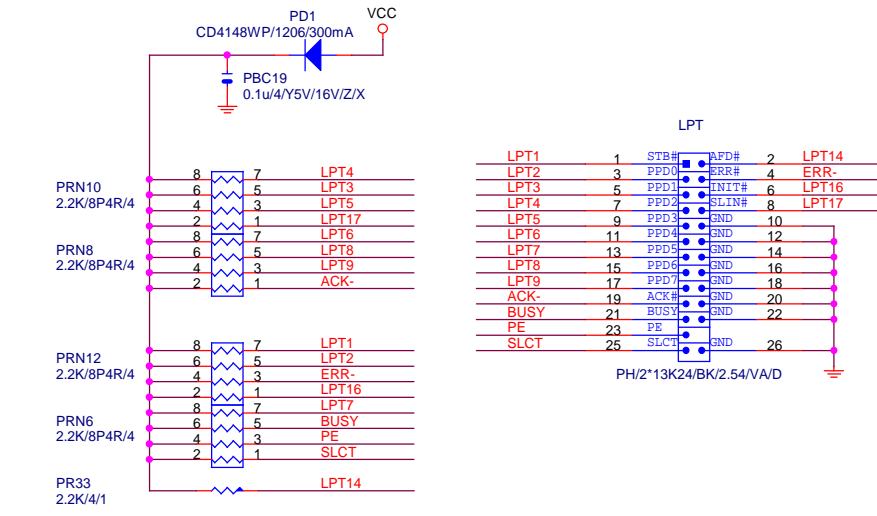 PD1
VCC
CD4148WP/1206/300mA
PBC19
0.1u/4/Y5V/16V/Z/X
PRN10
2.2K/8P4R/4
8 7 LPT4
6 5 LPT3
4 3 LPT5
2 1 LPT17
PRN8
2.2K/8P4R/4
8 7 LPT6
6 5 LPT8
4 3 LPT9
2 1 ACK-
PRN12
2.2K/8P4R/4
8 7 LPT1
6 5 LPT2
4 3 ERR-
2 1 LPT16
PRN6
2.2K/8P4R/4
8 7 LPT7
6 5 BUSY
4 3 PE
2 1 SLCT
PR33
2.2K/4/1
LPT14
LPT
LPT1 1 STB# AFD# 2 LPT14
LPT2 3 PPD0 ERR# 4 ERR-
LPT3 5 PPD1 INIT# 6 LPT16
LPT4 7 PPD2 SLIN# 8 LPT17
LPT5 9 PPD3 GND 10
LPT6 11 PPD4 GND 12
LPT7 13 PPD5 GND 14
LPT8 15 PPD6 GND 16
LPT9 17 PPD7 GND 18
ACK- 19 ACK# GND 20
BUSY 21 BUSY GND 22
PE 23 PE
SLCT 25 SLCT GND 26
PH/2*13K24/BK/2.54/VA/D